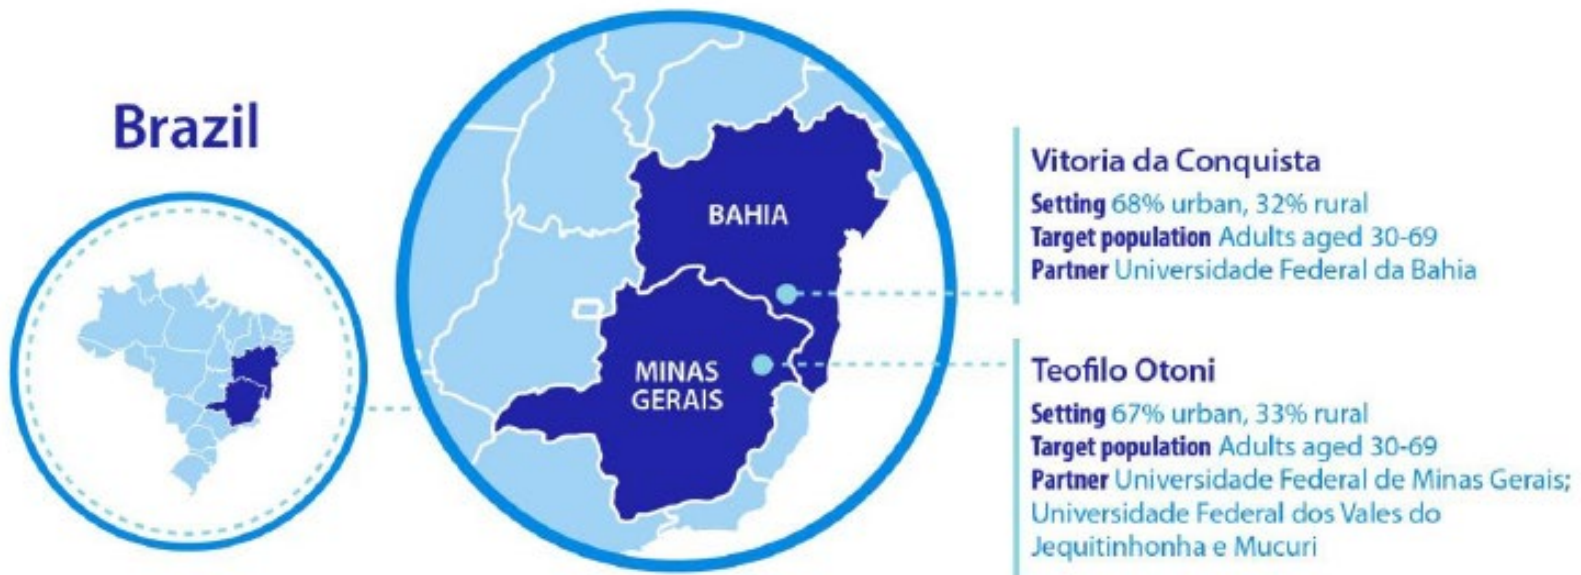 Brazil
BAHIA
MINAS
GERAIS
Vitoria da Conquista
Setting 68% urban, 32% rural
Target population Adults aged 30-69
Partner Universidade Federal da Bahia
Teofilo Otoni
Setting 67% urban, 33% rural
Target population Adults aged 30-69
Partner Universidade Federal de Minas Gerais;
Universidade Federal dos Vales do
Jequitinhonha e Mucuri